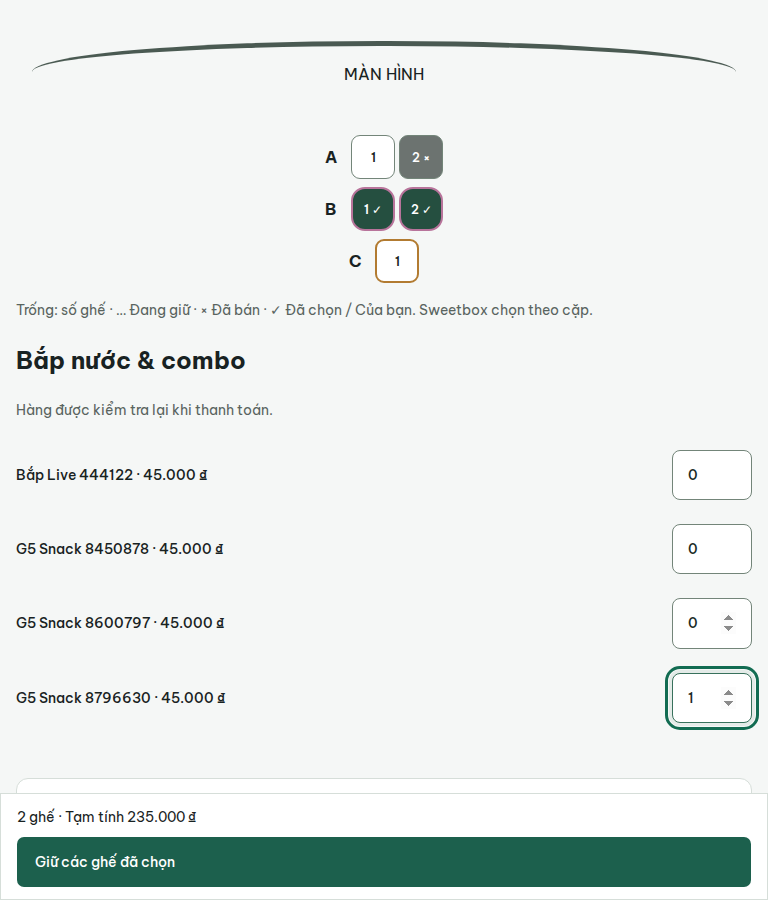 MÀN HÌNH
A 1 2 ×
B 1 ✓ 2 ✓
C 1
Trống: số ghế · ... Đang giữ · × Đã bán · ✓ Đã chọn / Của bạn. Sweetbox chọn theo cặp.
Bắp nước & combo
Hàng được kiểm tra lại khi thanh toán.
Bắp Live 444122 · 45.000 ₫ 0
G5 Snack 8450878 · 45.000 ₫ 0
G5 Snack 8600797 · 45.000 ₫ 0
G5 Snack 8796630 · 45.000 ₫ 1
2 ghế · Tạm tính 235.000 ₫
Giữ các ghế đã chọn